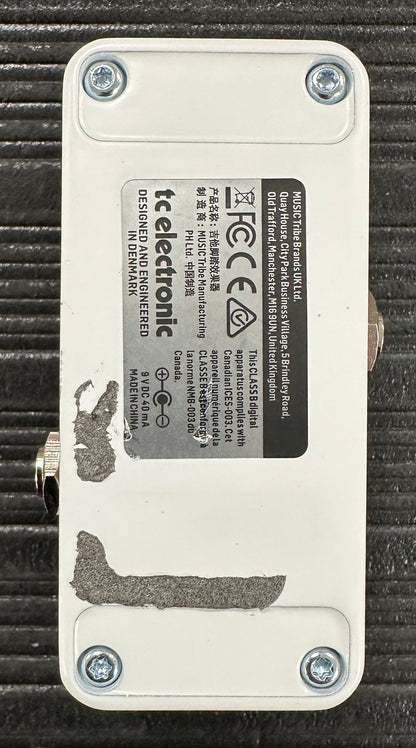 MUSIC Tribe Brands UK Ltd.
Quay House, City Park Business Village, 5 Brindley Road,
Old Trafford, Manchester, M16 9UN, United Kingdom
FC CE
This CLASS B digital
apparatus complies with
Canadian ICES-003. Cet
appareil numérique de la
CLASSE B est conforme à
la norme NMB-003 du
Canada.
产品名称:吉他脚踏效果器
制 造 商:MUSIC Tribe Manufacturing
PH Ltd. 中国制造
tc electronic
DESIGNED AND ENGINEERED
IN DENMARK
9 V DC 40 mA
MADE IN CHINA